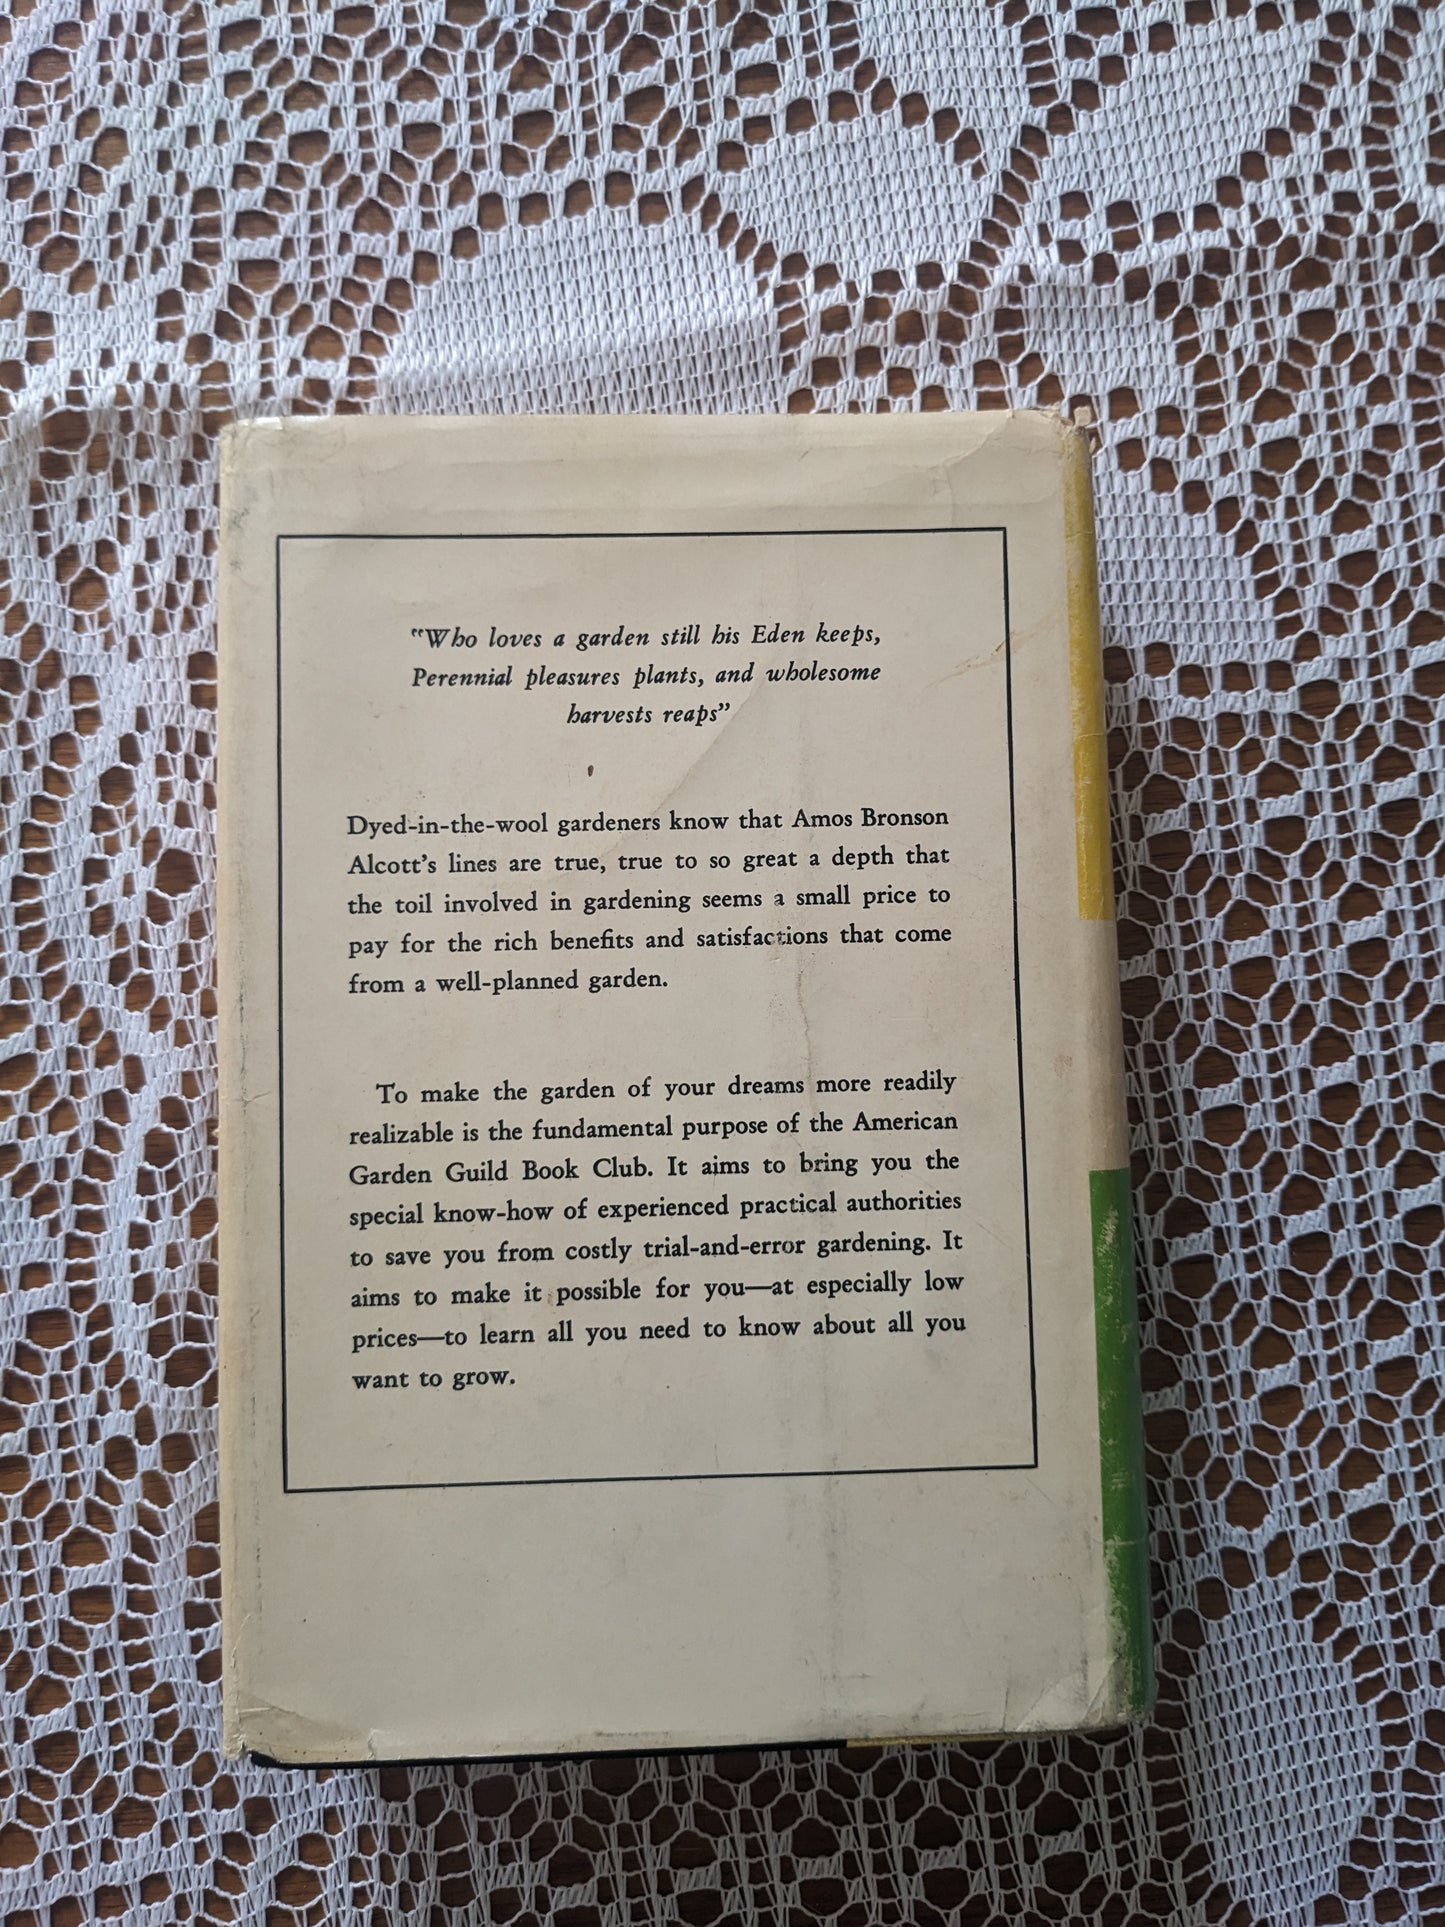 "Who loves a garden still his Eden keeps,
Perennial pleasures plants, and wholesome
harvests reaps"
Dyed-in-the-wool gardeners know that Amos Bronson
Alcott's lines are true, true to so great a depth that
the toil involved in gardening seems a small price to
pay for the rich benefits and satisfactions that come
from a well-planned garden.
To make the garden of your dreams more readily
realizable is the fundamental purpose of the American
Garden Guild Book Club. It aims to bring you the
special know-how of experienced practical authorities
to save you from costly trial-and-error gardening. It
aims to make it possible for you—at especially low
prices—to learn all you need to know about all you
want to grow.